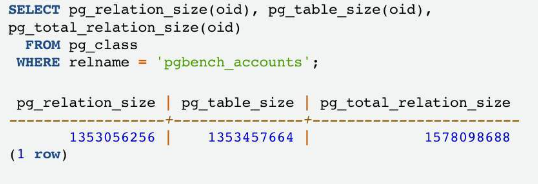 SELECT pg_relation_size(oid), pg_table_size(oid),
pg_total_relation_size(oid)
  FROM pg_class
 WHERE relname = 'pgbench_accounts';
 pg_relation_size | pg_table_size | pg_total_relation_size
------------------+---------------+------------------------
       1353056256 |    1353457664 |             1578098688
(1 row)